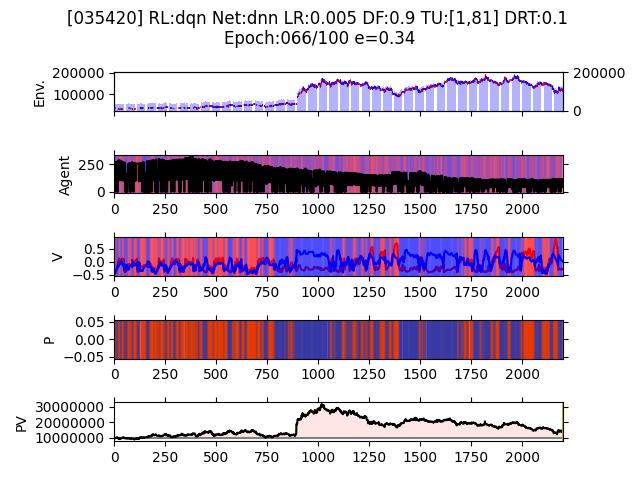 [035420] RL:dqn Net:dnn LR:0.005 DF:0.9 TU:[1,81] DRT:0.1
Epoch:066/100 e=0.34
200000 200000
100000
0
Env.
250
0
Agent
0 250 500 750 1000 1250 1500 1750 2000
0.5
0.0
−0.5
V
0 250 500 750 1000 1250 1500 1750 2000
0.05
0.00
−0.05
P
0 250 500 750 1000 1250 1500 1750 2000
30000000
20000000
10000000
PV
0 250 500 750 1000 1250 1500 1750 2000